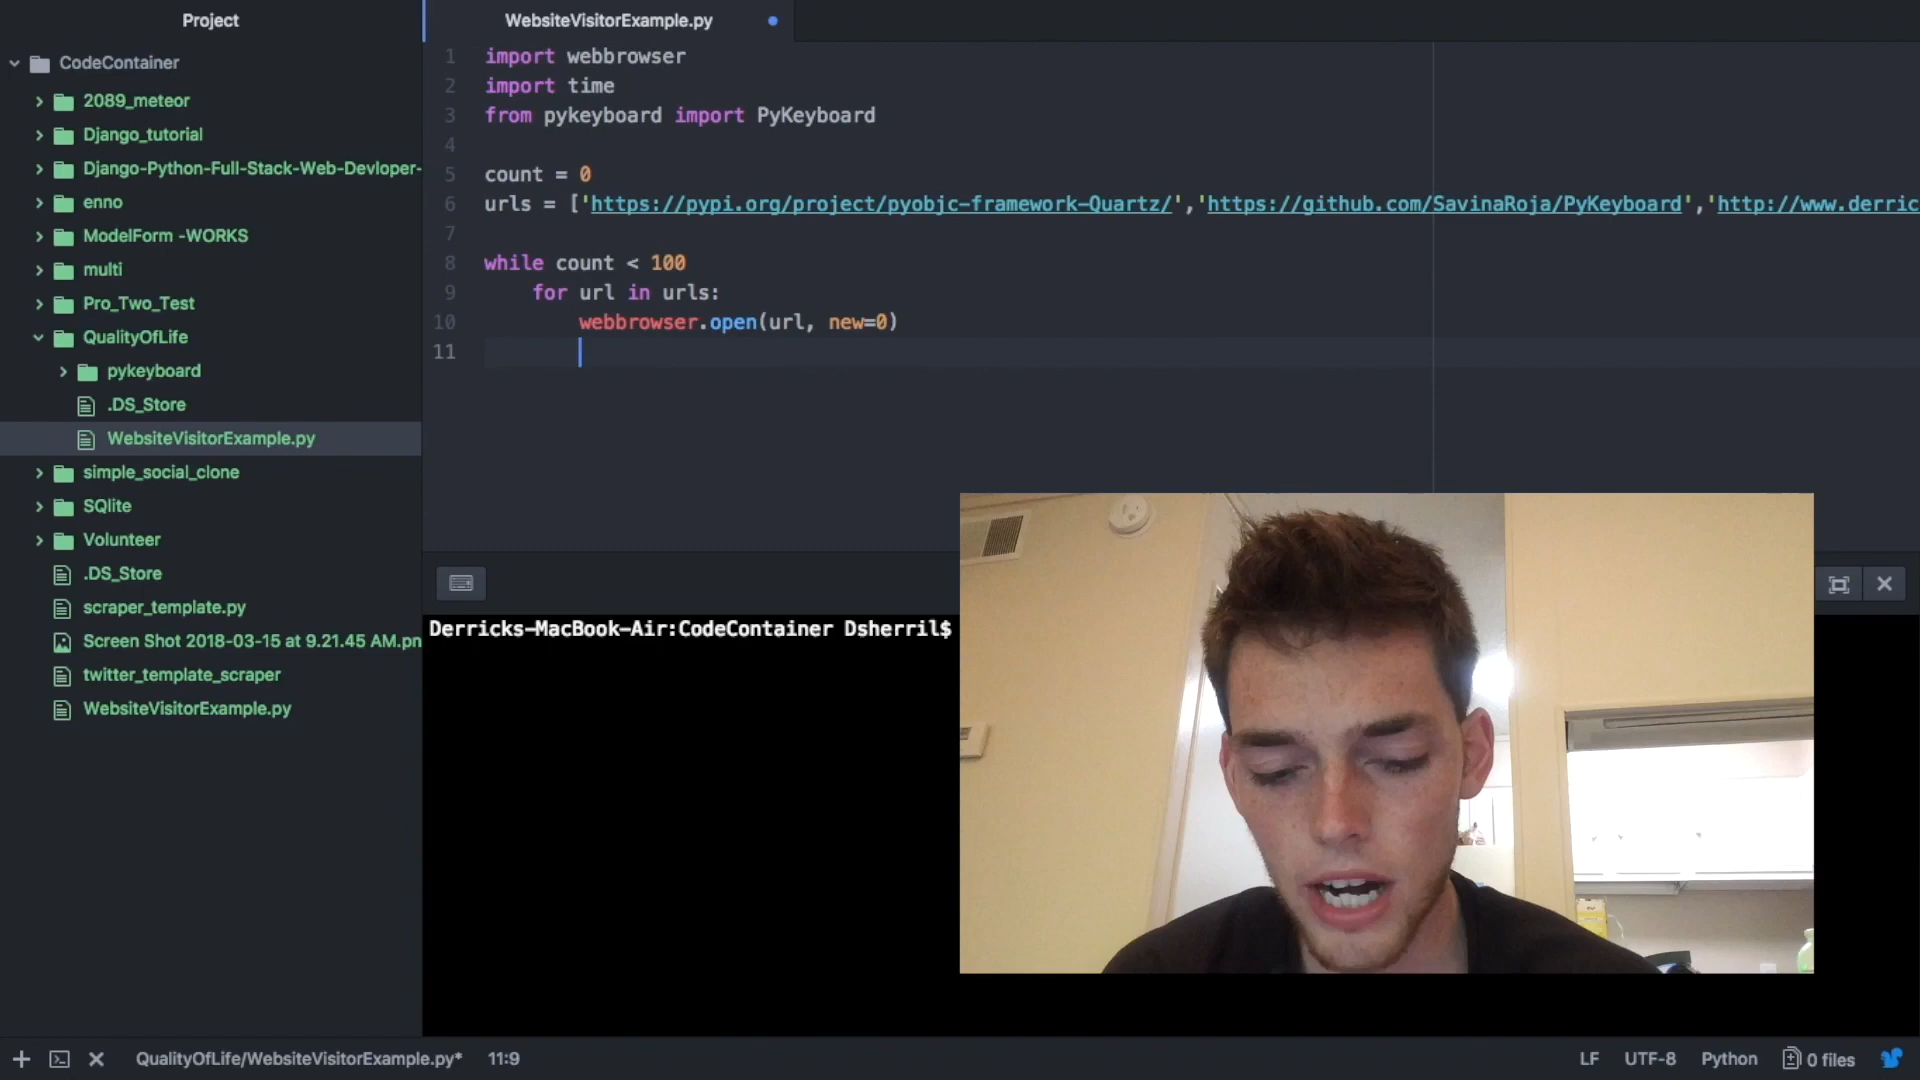 Project
CodeContainer
2089_meteor
Django_tutorial
Django-Python-Full-Stack-Web-Devloper-
enno
ModelForm -WORKS
multi
Pro_Two_Test
QualityOfLife
pykeyboard
.DS_Store
WebsiteVisitorExample.py
simple_social_clone
SQlite
Volunteer
.DS_Store
scraper_template.py
Screen Shot 2018-03-15 at 9.21.45 AM.pn
twitter_template_scraper
WebsiteVisitorExample.py
WebsiteVisitorExample.py
1 import webbrowser
2 import time
3 from pykeyboard import PyKeyboard
4
5 count = 0
6 urls = ['https://pypi.org/project/pyobjc-framework-Quartz/','https://github.com/SavinaRoja/PyKeyboard','http://www.derric
7
8 while count < 100
9 for url in urls:
10 webbrowser.open(url, new=0)
11
Derricks-MacBook-Air:CodeContainer Dsherril$
QualityOfLife/WebsiteVisitorExample.py* 11:9 LF UTF-8 Python 0 files